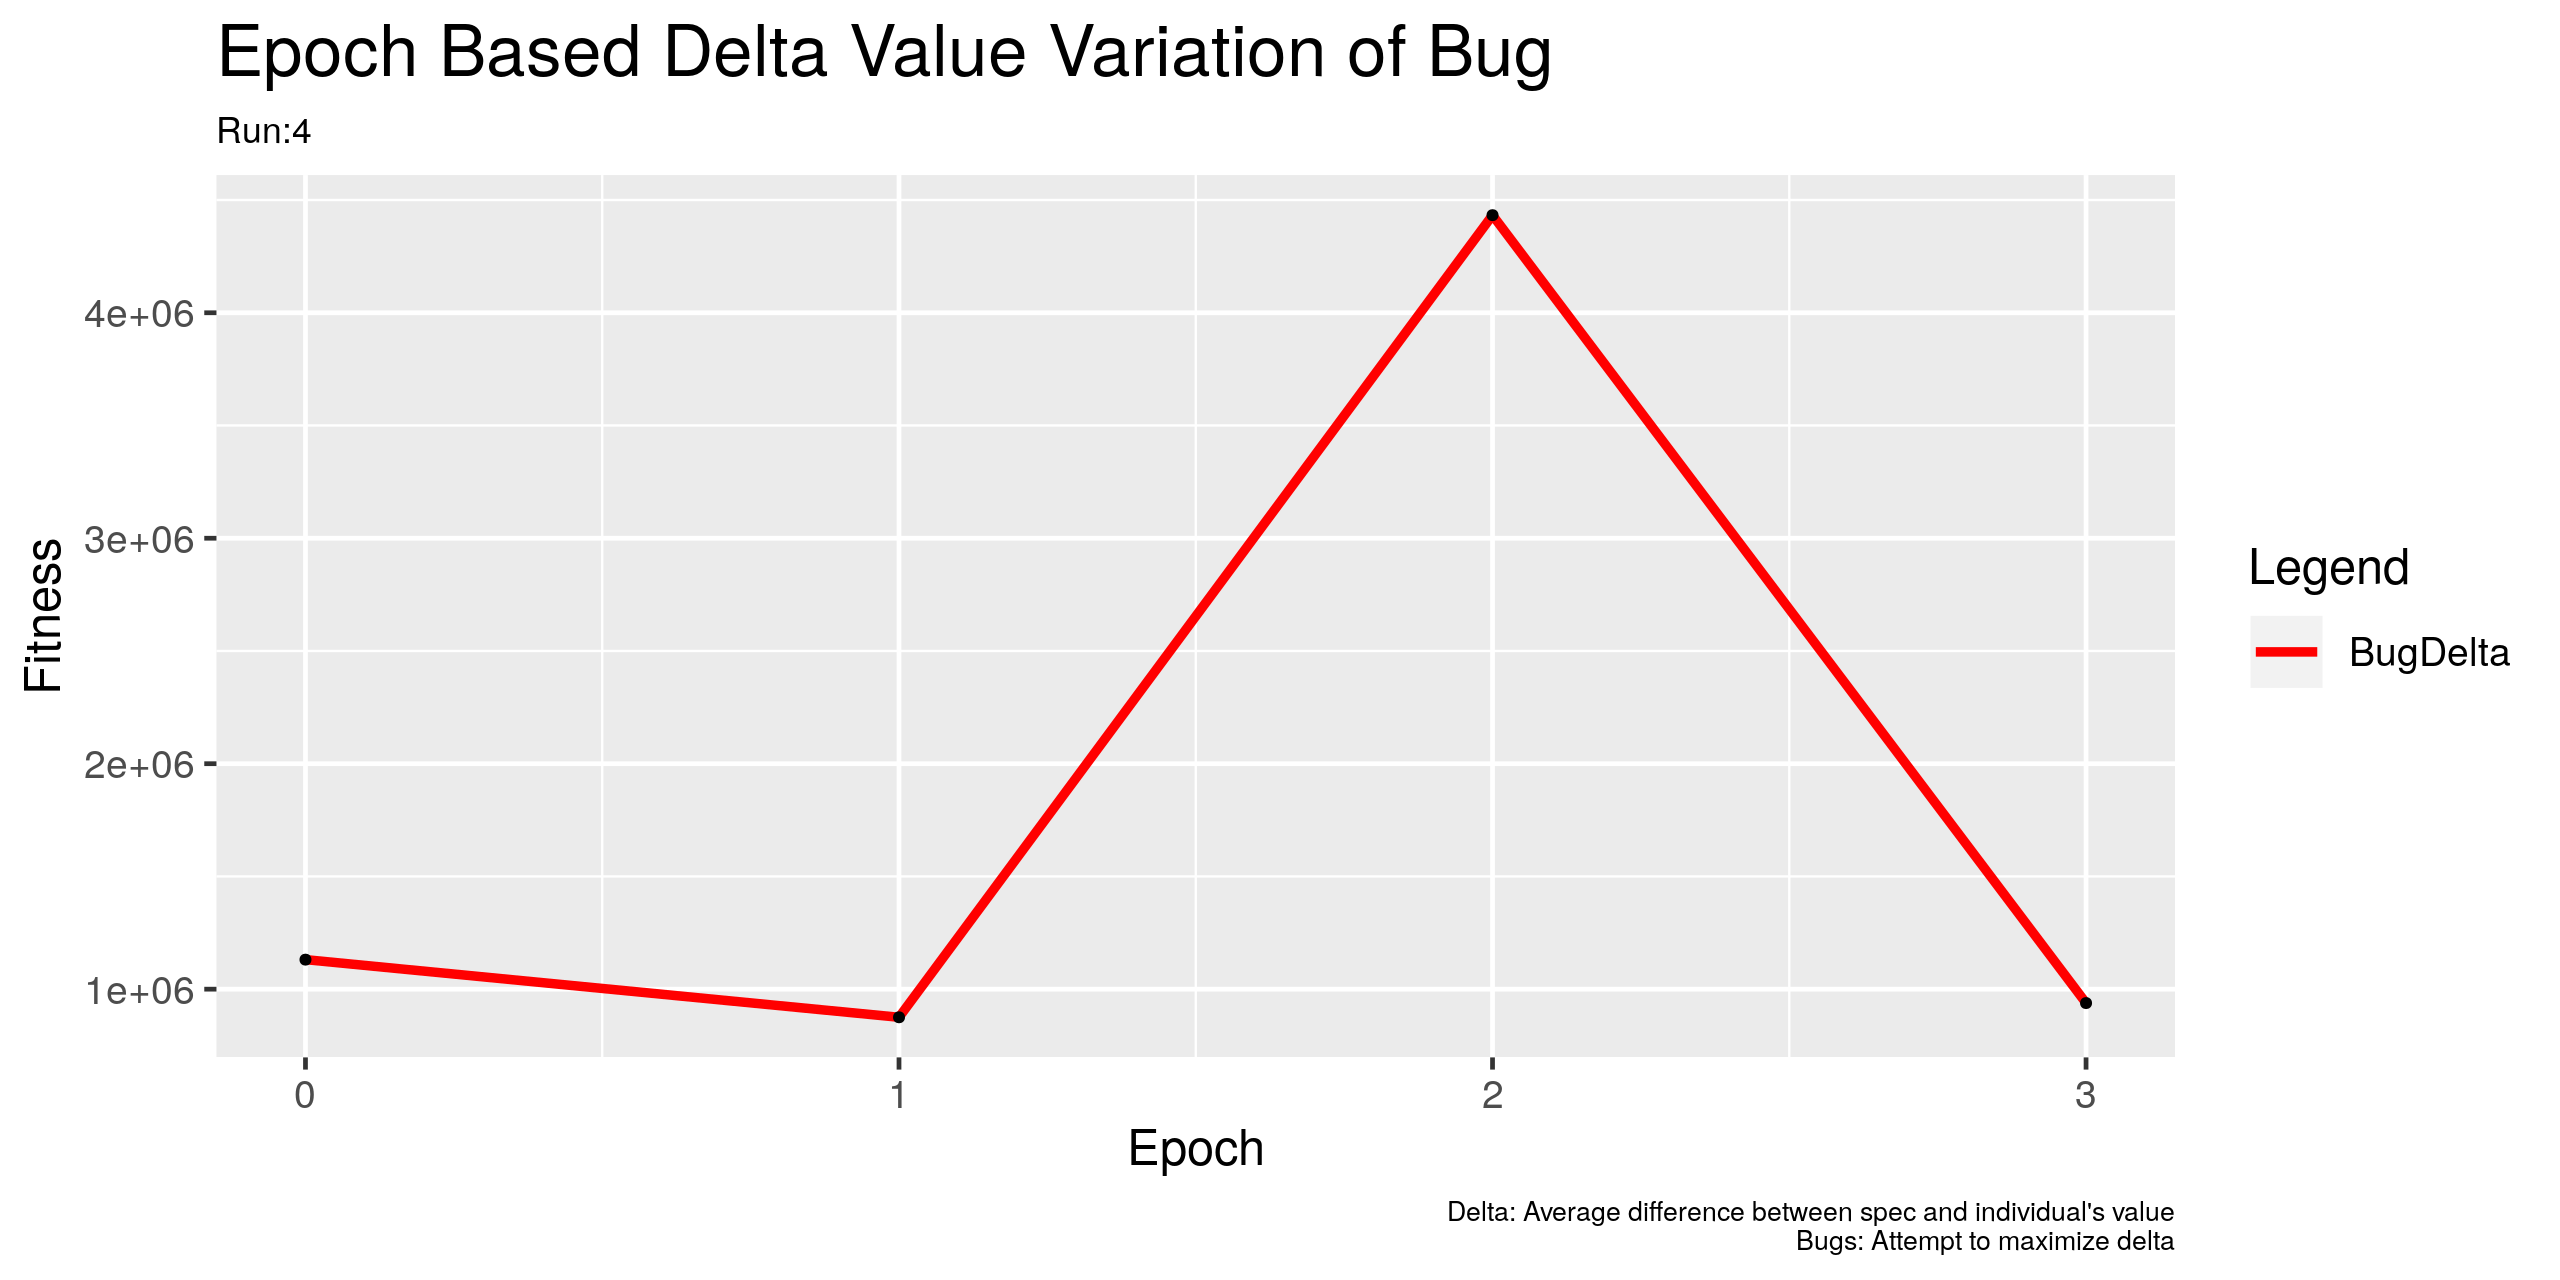 Epoch Based Delta Value Variation of Bug
Run:4
Fitness
4e+06
3e+06
2e+06
1e+06
0
1
2
3
Epoch
Legend
BugDelta
Delta: Average difference between spec and individual's value
Bugs: Attempt to maximize delta